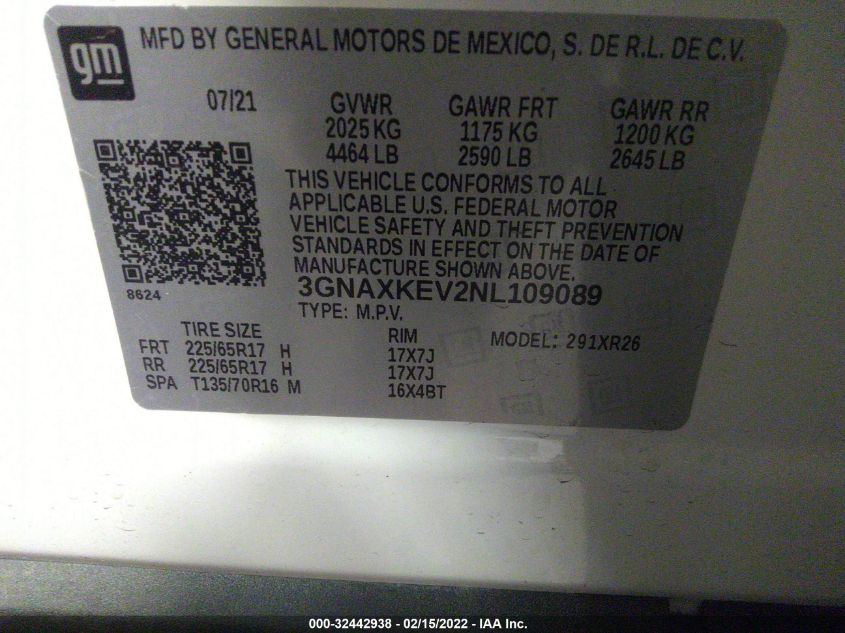 gm
MFD BY GENERAL MOTORS DE MEXICO, S. DE R.L. DE C.V.
07/21 GVWR GAWR FRT GAWR RR
2025 KG 1175 KG 1200 KG
4464 LB 2590 LB 2645 LB
THIS VEHICLE CONFORMS TO ALL
APPLICABLE U.S. FEDERAL MOTOR
VEHICLE SAFETY AND THEFT PREVENTION
STANDARDS IN EFFECT ON THE DATE OF
MANUFACTURE SHOWN ABOVE.
8624
3GNAXKEV2NL109089
TYPE: M.P.V.
TIRE SIZE RIM MODEL: 291XR26
FRT 225/65R17 H 17X7J
RR 225/65R17 H 17X7J
SPA T135/70R16 M 16X4BT
000-32442938 - 02/15/2022 - IAA Inc.